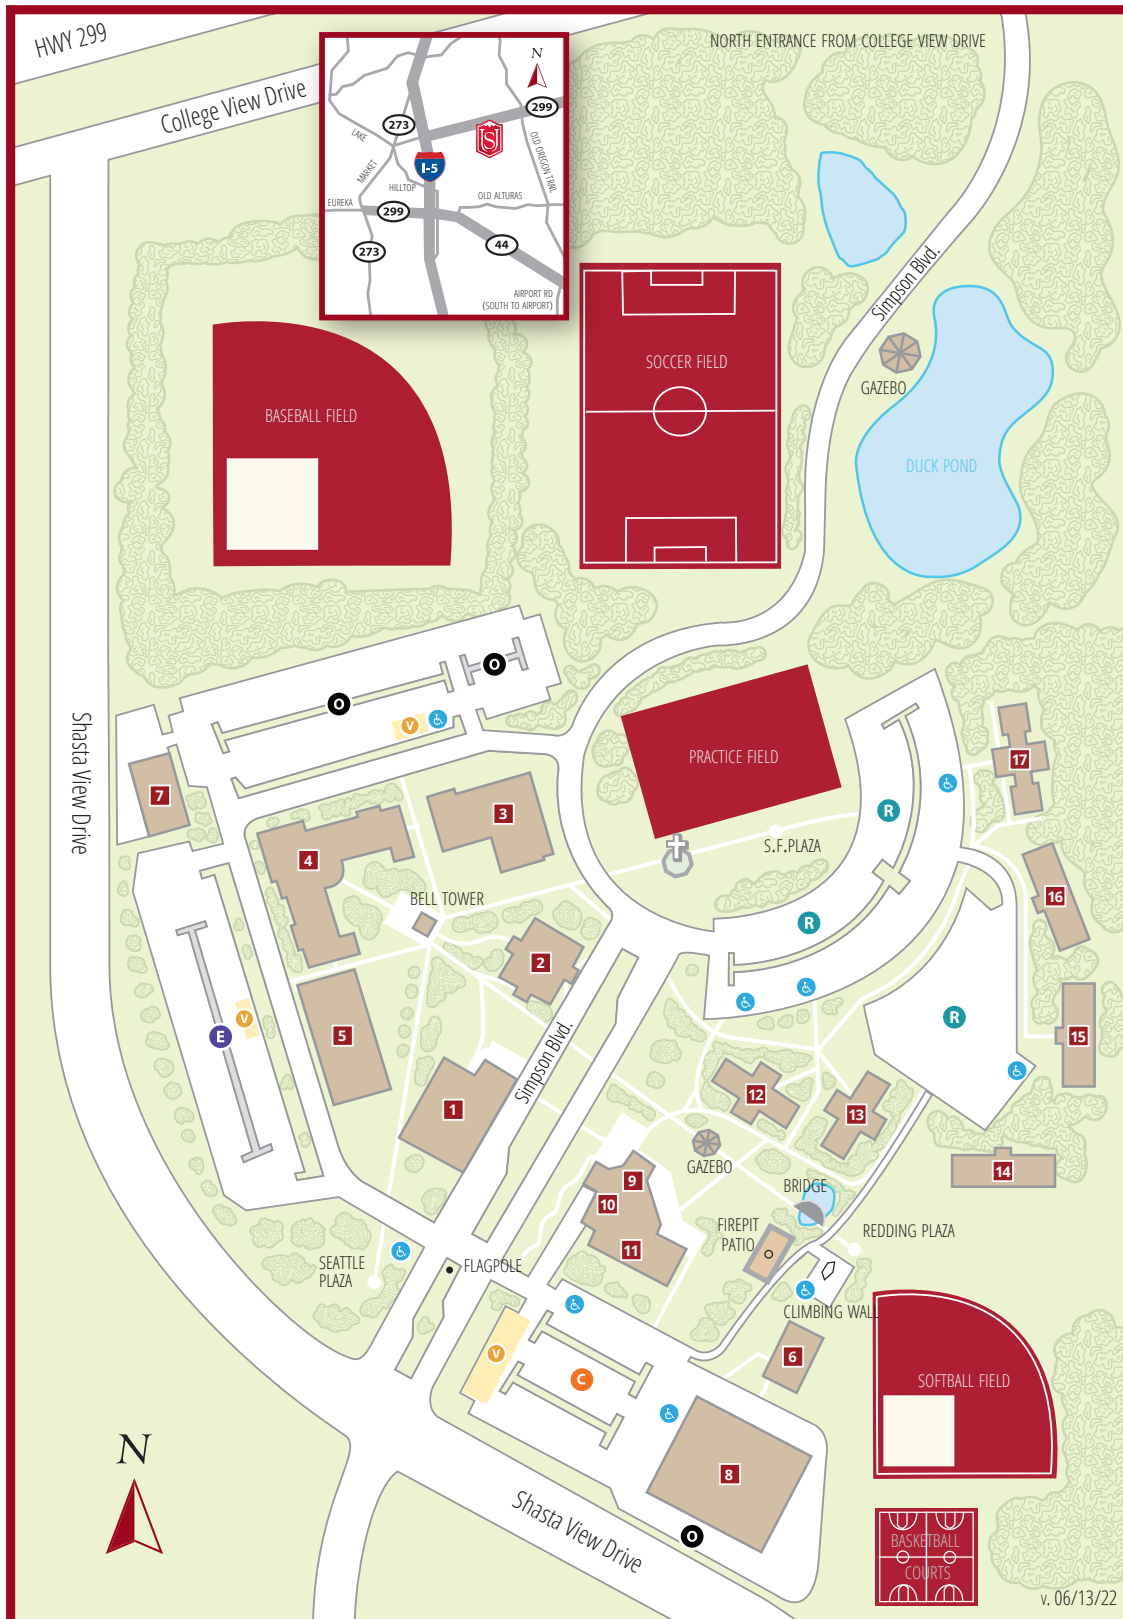 HWY 299
NORTH ENTRANCE FROM COLLEGE VIEW DRIVE
College View Drive
N
299
273
S
LAKE
OLD OREGON TRAIL
I-5
MARKET
HILLTOP
OLD ALTURAS
EUREKA
299
44
273
AIRPORT RD
(SOUTH TO AIRPORT)
Simpson Blvd.
SOCCER FIELD
GAZEBO
BASEBALL FIELD
DUCK POND
O
O
V
Shasta View Drive
PRACTICE FIELD
17
7
3
R
S.F.PLAZA
4
16
BELL TOWER
R
2
V
E
5
R
15
Simpson Blvd.
12
1
13
GAZEBO
14
9
BRIDGE
10
FIREPIT
PATIO
REDDING PLAZA
11
SEATTLE
PLAZA
FLAGPOLE
CLIMBING WALL
V
6
C
SOFTBALL FIELD
N
8
Shasta View Drive
O
BASKETBALL
COURTS
v. 06/13/22